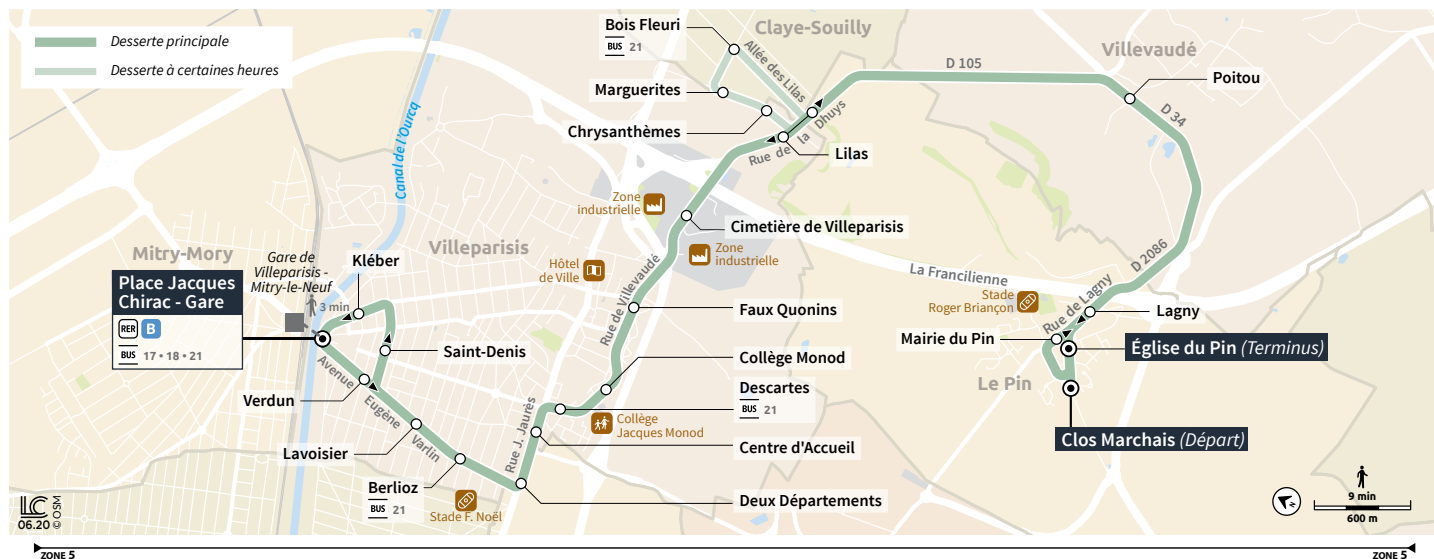 Desserte principale
Desserte à certaines heures
Bois Fleuri
BUS 21
Claye-Souilly
Villevaudé
Allée des Lilas
D 105
Poitou
Marguerites
D 34
Chrysanthèmes
Rue de la Dhuys
Lilas
Canal de l'Ourcq
Zone
industrielle
Cimetière de Villeparisis
Mitry-Mory
Villeparisis
Gare de
Villeparisis -
Mitry-le-Neuf
Kléber
Hôtel
de Ville
Zone
industrielle
D 2086
La Francilienne
Place Jacques
Chirac - Gare
RER B
BUS 17 • 18 • 21
3 min
Rue de Villevaudé
Stade
Roger Briançon
Rue de Lagny
Faux Quonins
Lagny
Mairie du Pin
Église du Pin (Terminus)
Saint-Denis
Collège Monod
Le Pin
Avenue Eugène Varlin
Verdun
Descartes
BUS 21
Rue J. Jaurès
Collège
Jacques Monod
Clos Marchais (Départ)
Centre d'Accueil
Lavoisier
Berlioz
BUS 21
Stade F. Noël
Deux Départements
LC
06.20
© OSM
N
9 min
600 m
ZONE 5
ZONE 5